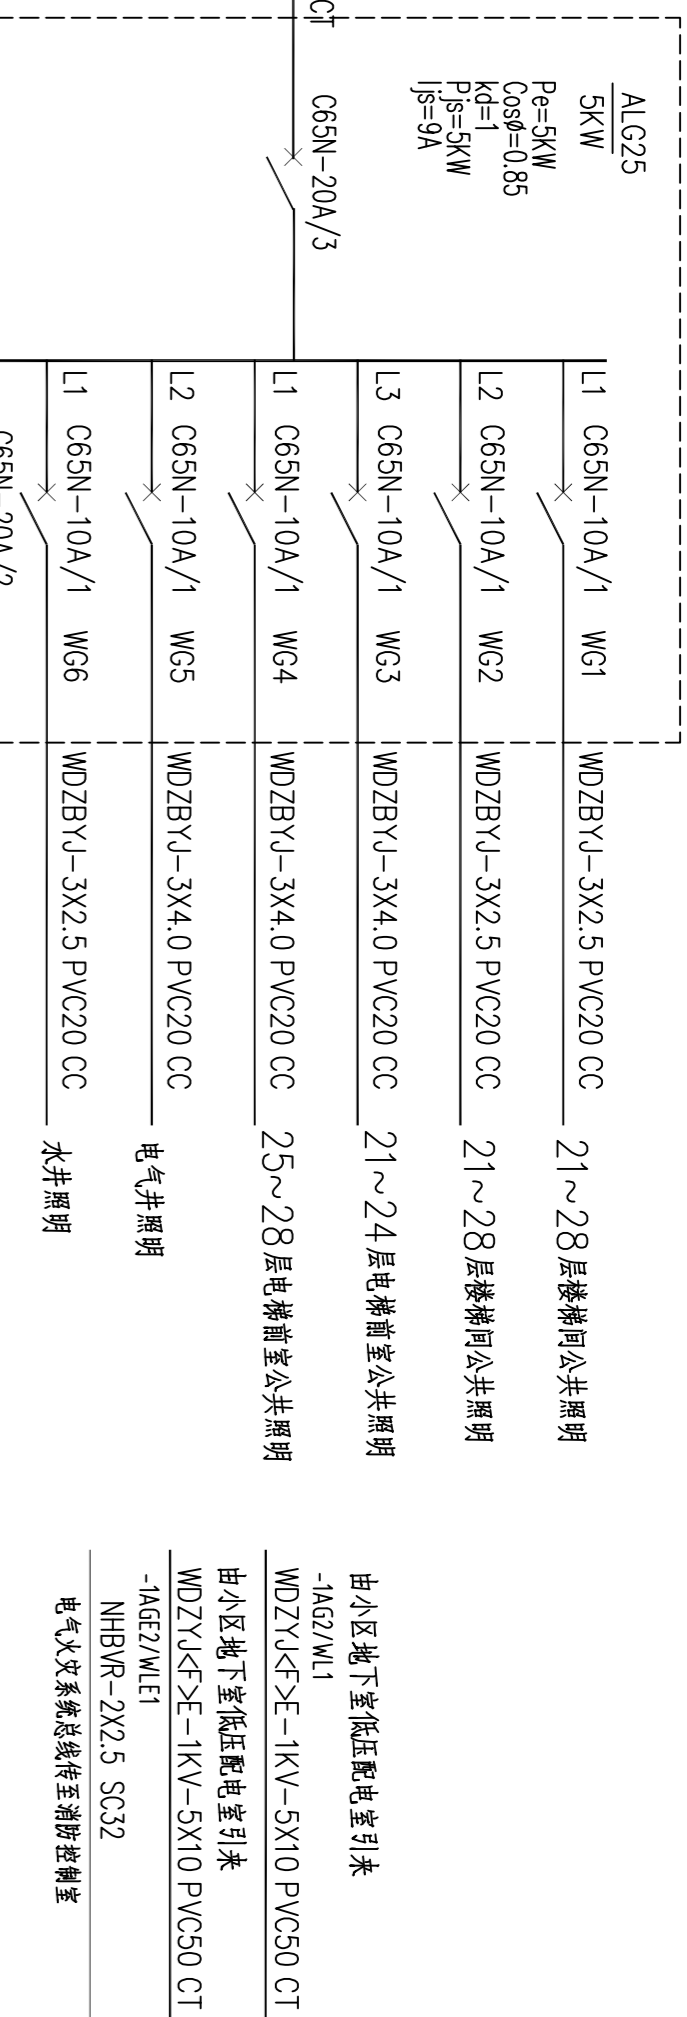 CT
C65N-20A/3
ALG25
5KW
Pe=5KW
Cosø=0.85
kd=1
Pjs=5KW
Ijs=9A
L1 C65N-10A/1 WG1 WDZBYJ-3X2.5 PVC20 CC 21~28层楼梯间公共照明
L2 C65N-10A/1 WG2 WDZBYJ-3X2.5 PVC20 CC 21~28层楼梯间公共照明
L3 C65N-10A/1 WG3 WDZBYJ-3X4.0 PVC20 CC 21~24层电梯前室公共照明
L1 C65N-10A/1 WG4 WDZBYJ-3X4.0 PVC20 CC 25~28层电梯前室公共照明
L2 C65N-10A/1 WG5 WDZBYJ-3X4.0 PVC20 CC 电气井照明
L1 C65N-10A/1 WG6 WDZBYJ-3X2.5 PVC20 CC 水井照明
由小区地下室低压配电室引来
-1AG2/WL1
WDZYJ<F>E-1KV-5X10 PVC50 CT
由小区地下室低压配电室引来
WDZYJ<F>E-1KV-5X10 PVC50 CT
-1AGE2/WLE1
NHBVR-2X2.5 SC32
电气火灾系统总线传至消防控制室